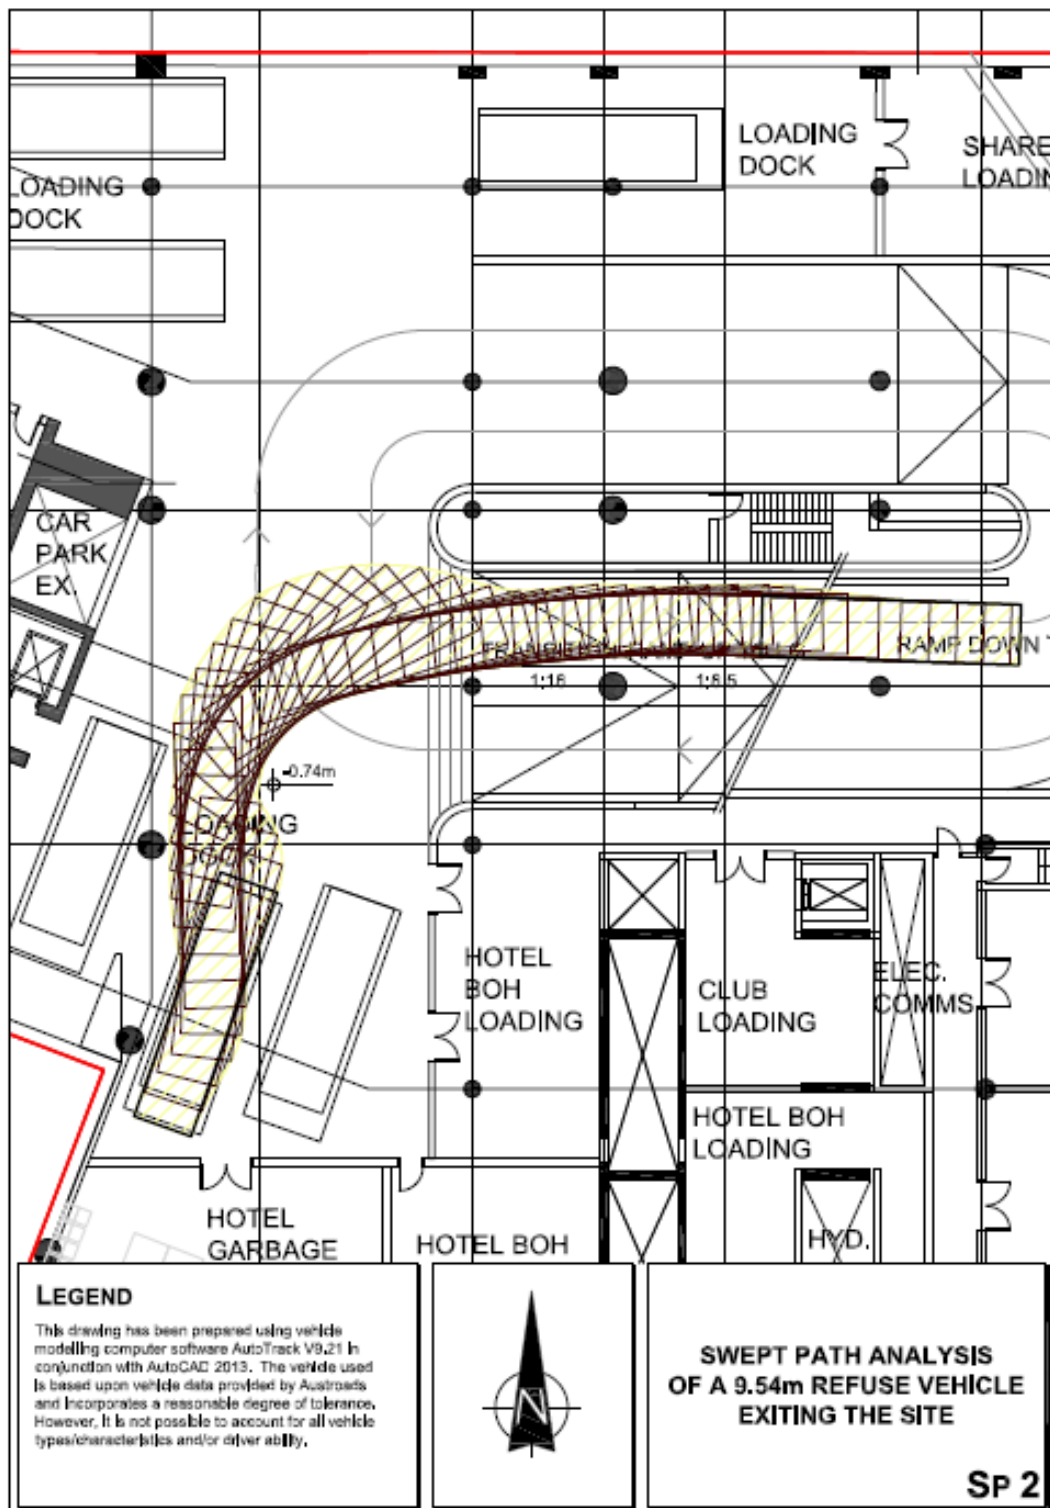 LOADING
DOCK
SHARE
LOADIN
LOADING
DOCK
CAR
PARK
EX.
RAMP DOWN
1:16
1:6.5
-0.74m
LOADING
DOCK
HOTEL
BOH
LOADING
CLUB
LOADING
ELEC.
COMMS
HOTEL BOH
LOADING
HOTEL
GARBAGE
HOTEL BOH
HYD.
LEGEND
This drawing has been prepared using vehicle
modelling computer software AutoTrack V9.21 in
conjunction with AutoCAD 2013. The vehicle used
is based upon vehicle data provided by Austroads
and incorporates a reasonable degree of tolerance.
However, it is not possible to account for all vehicle
types/characteristics and/or driver ability.
N
SWEPT PATH ANALYSIS
OF A 9.54m REFUSE VEHICLE
EXITING THE SITE
SP 2